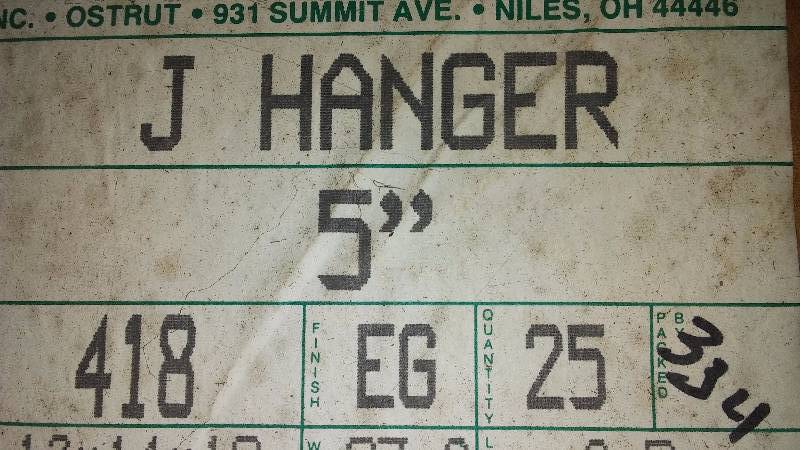 NC. • OSTRUT • 931 SUMMIT AVE. • NILES, OH 44446
J HANGER
5”
418 FINISH EG QUANTITY 25 PACKED BY 334